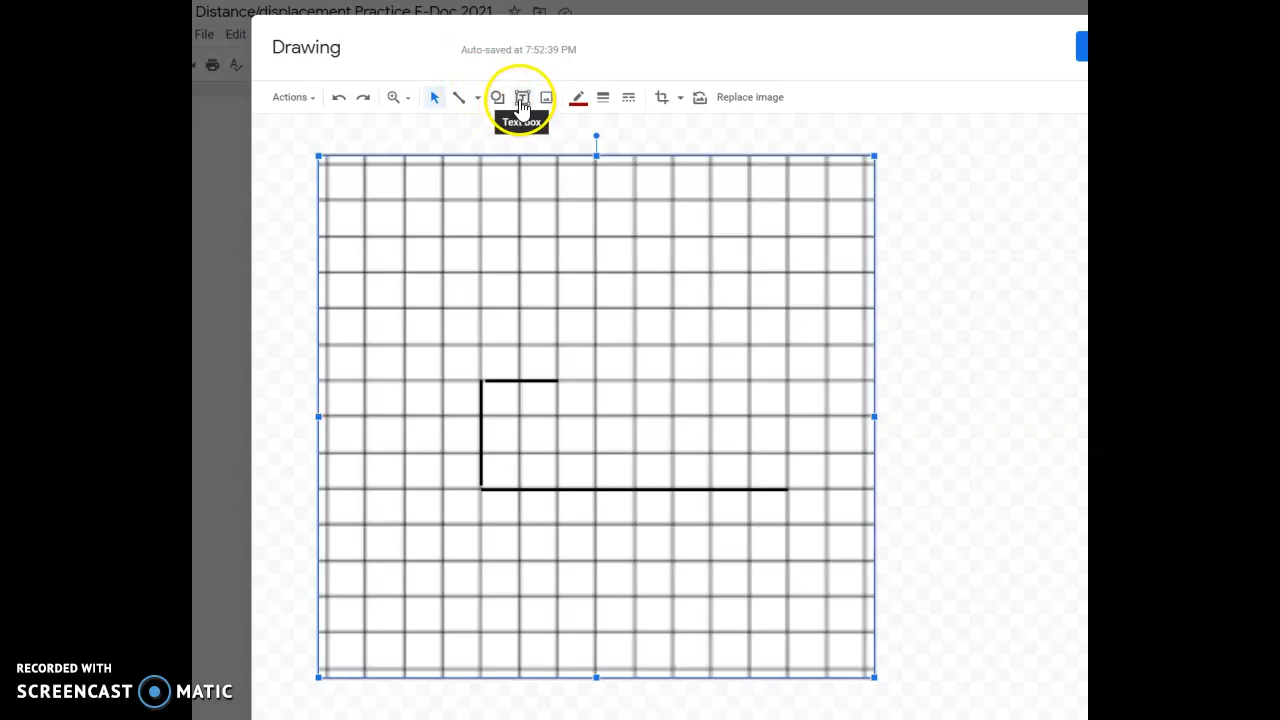 Distance/displacement Practice E-Doc 2021
File Edit
Drawing
Auto-saved at 7:52:39 PM
Actions
Replace image
Text box
RECORDED WITH
SCREENCAST MATIC